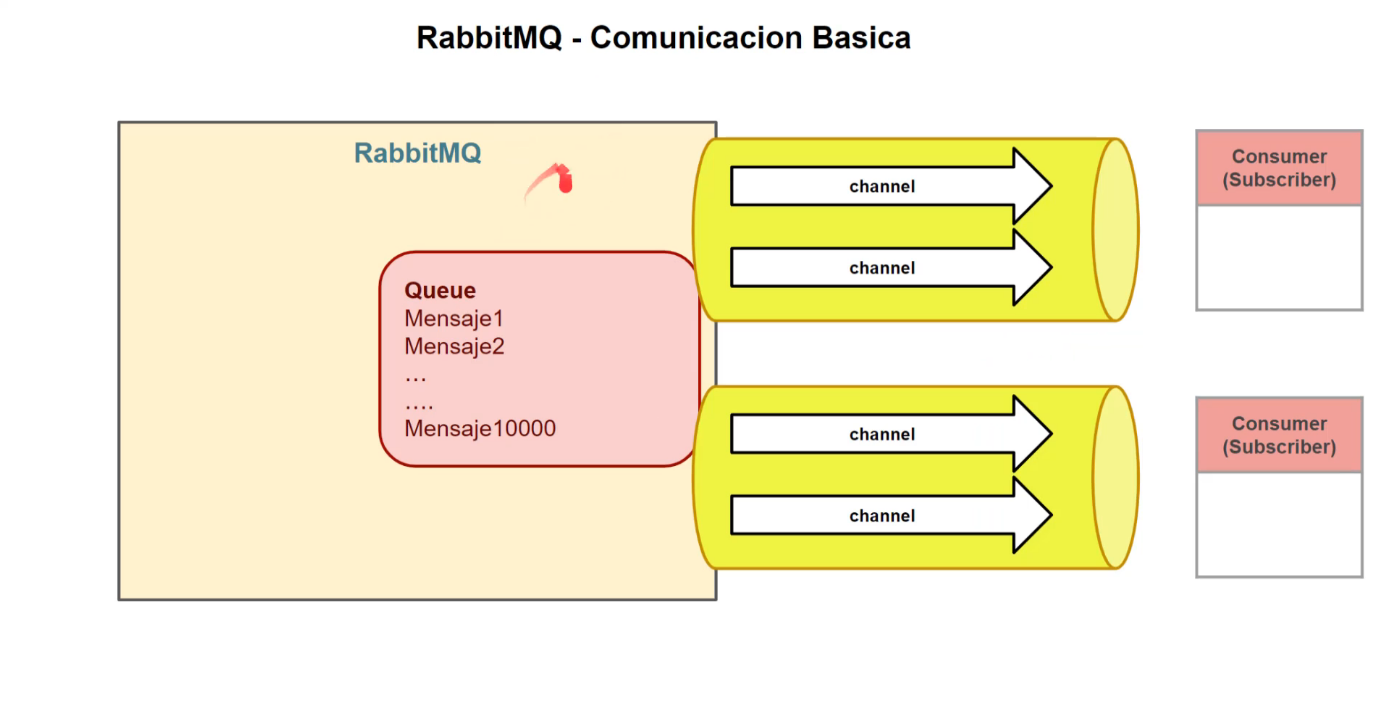 RabbitMQ - Comunicacion Basica
RabbitMQ
Queue
Mensaje1
Mensaje2
…
….
Mensaje10000
channel
channel
channel
channel
Consumer
(Subscriber)
Consumer
(Subscriber)